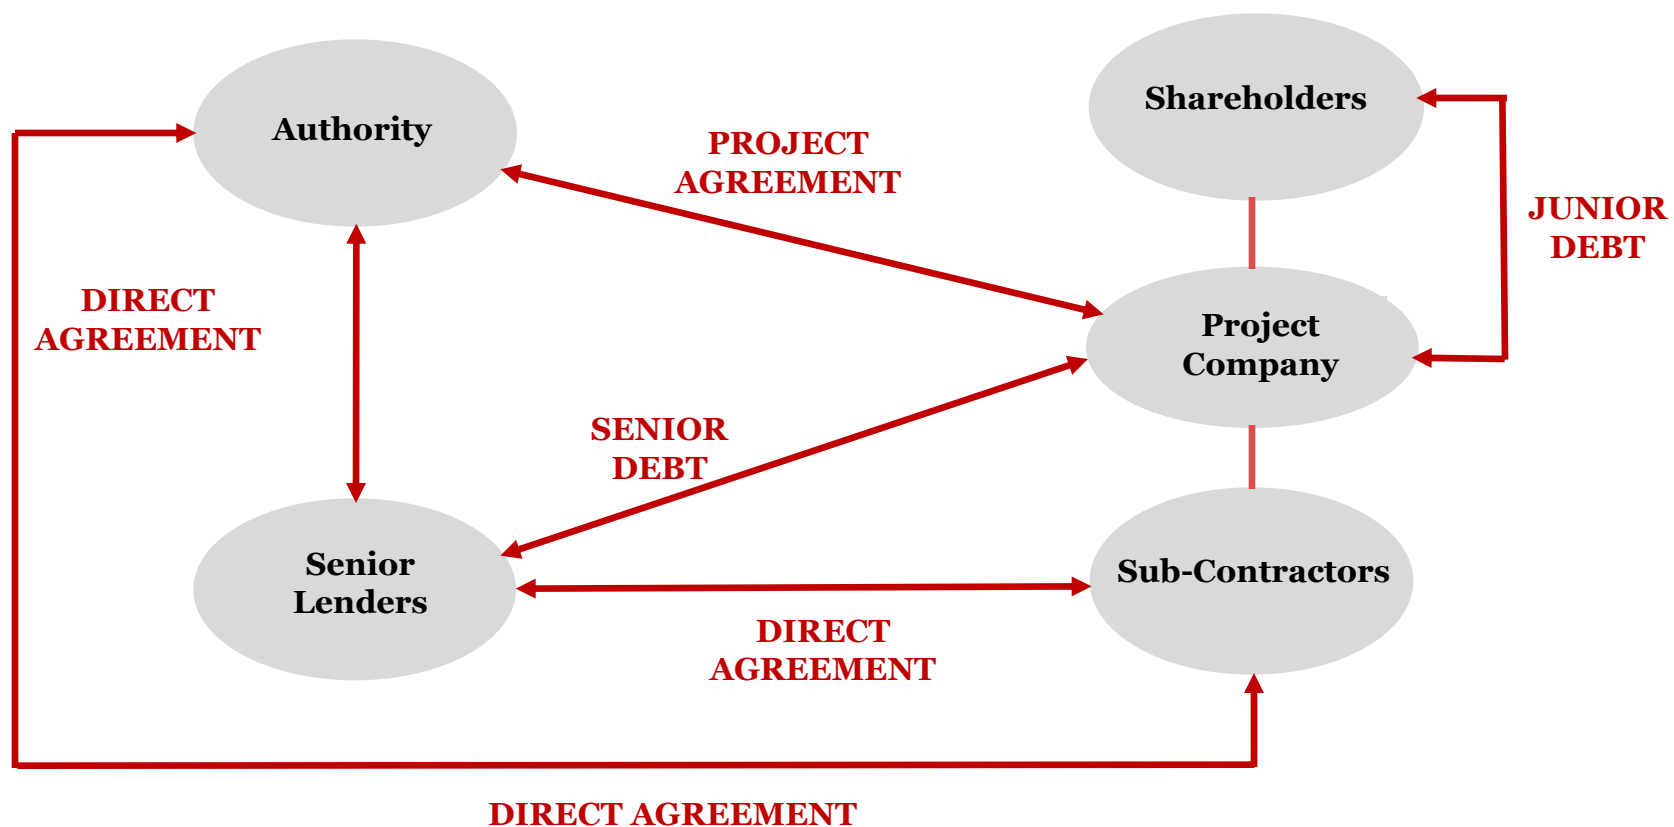 Shareholders
Authority
PROJECT
AGREEMENT
JUNIOR
DEBT
DIRECT
AGREEMENT
Project
Company
SENIOR
DEBT
Senior
Lenders
Sub-Contractors
DIRECT
AGREEMENT
DIRECT AGREEMENT